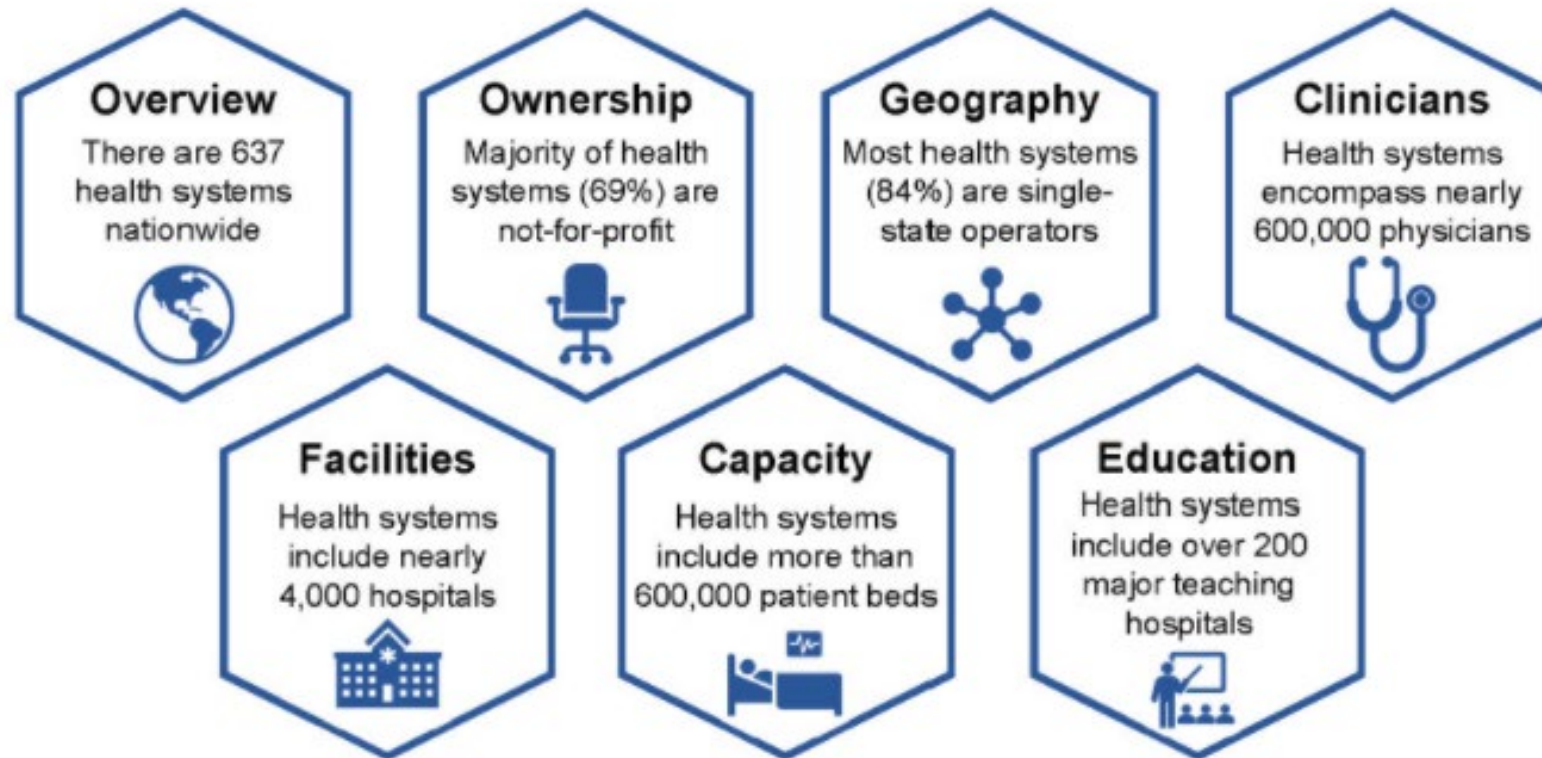 Overview
There are 637
health systems
nationwide
Ownership
Majority of health
systems (69%) are
not-for-profit
Geography
Most health systems
(84%) are single-
state operators
Clinicians
Health systems
encompass nearly
600,000 physicians
Facilities
Health systems
include nearly
4,000 hospitals
Capacity
Health systems
include more than
600,000 patient beds
Education
Health systems
include over 200
major teaching
hospitals